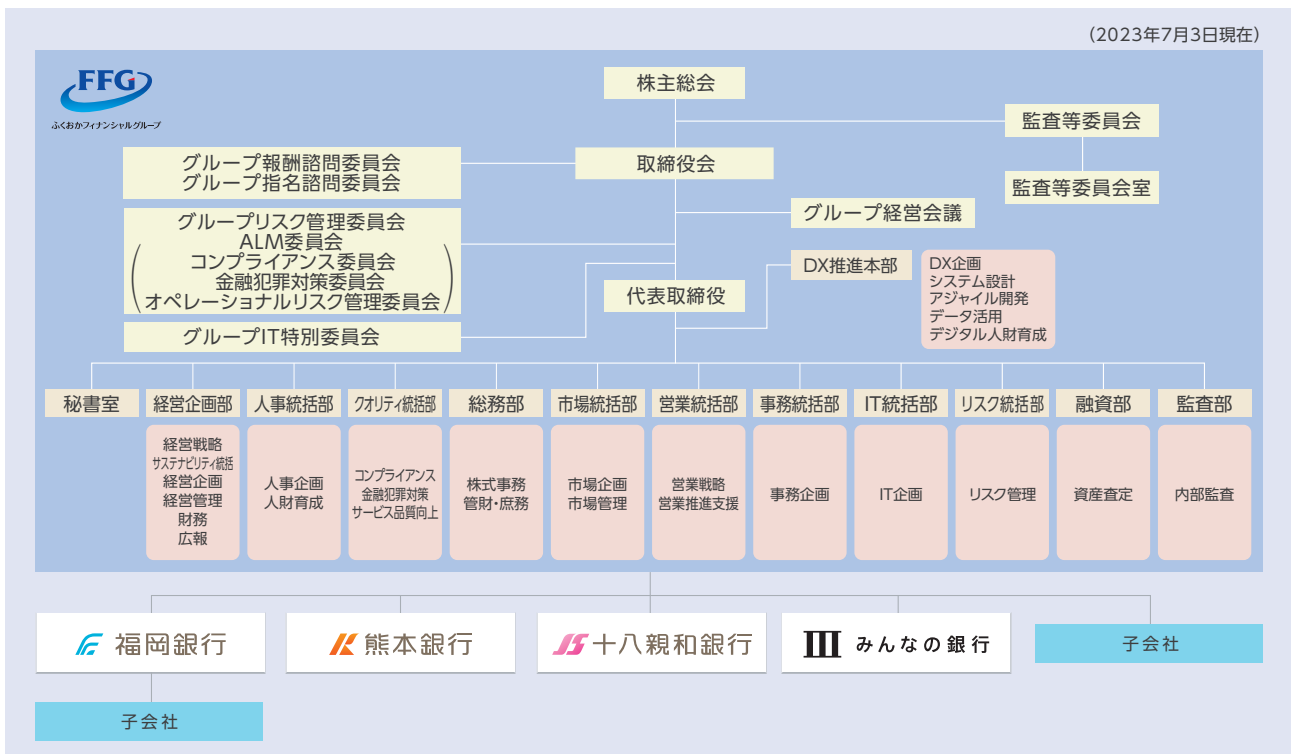 （2023年7月3日現在）
FFG
ふくおかフィナンシャルグループ
株主総会
監査等委員会
監査等委員会室
グループ報酬諮問委員会
グループ指名諮問委員会
取締役会
グループリスク管理委員会
ALM委員会
コンプライアンス委員会
金融犯罪対策委員会
オペレーショナルリスク管理委員会
グループ経営会議
グループIT特別委員会
代表取締役
DX推進本部
DX企画
システム設計
アジャイル開発
データ活用
デジタル人財育成
秘書室
経営企画部
経営戦略
サステナビリティ統括
経営企画
経営管理
財務
広報
人事統括部
人事企画
人財育成
クオリティ統括部
コンプライアンス
金融犯罪対策
サービス品質向上
総務部
株式事務
管財・庶務
市場統括部
市場企画
市場管理
営業統括部
営業戦略
営業推進支援
事務統括部
事務企画
IT統括部
IT企画
リスク統括部
リスク管理
融資部
資産査定
監査部
内部監査
福岡銀行
熊本銀行
十八親和銀行
みんなの銀行
子会社
子会社